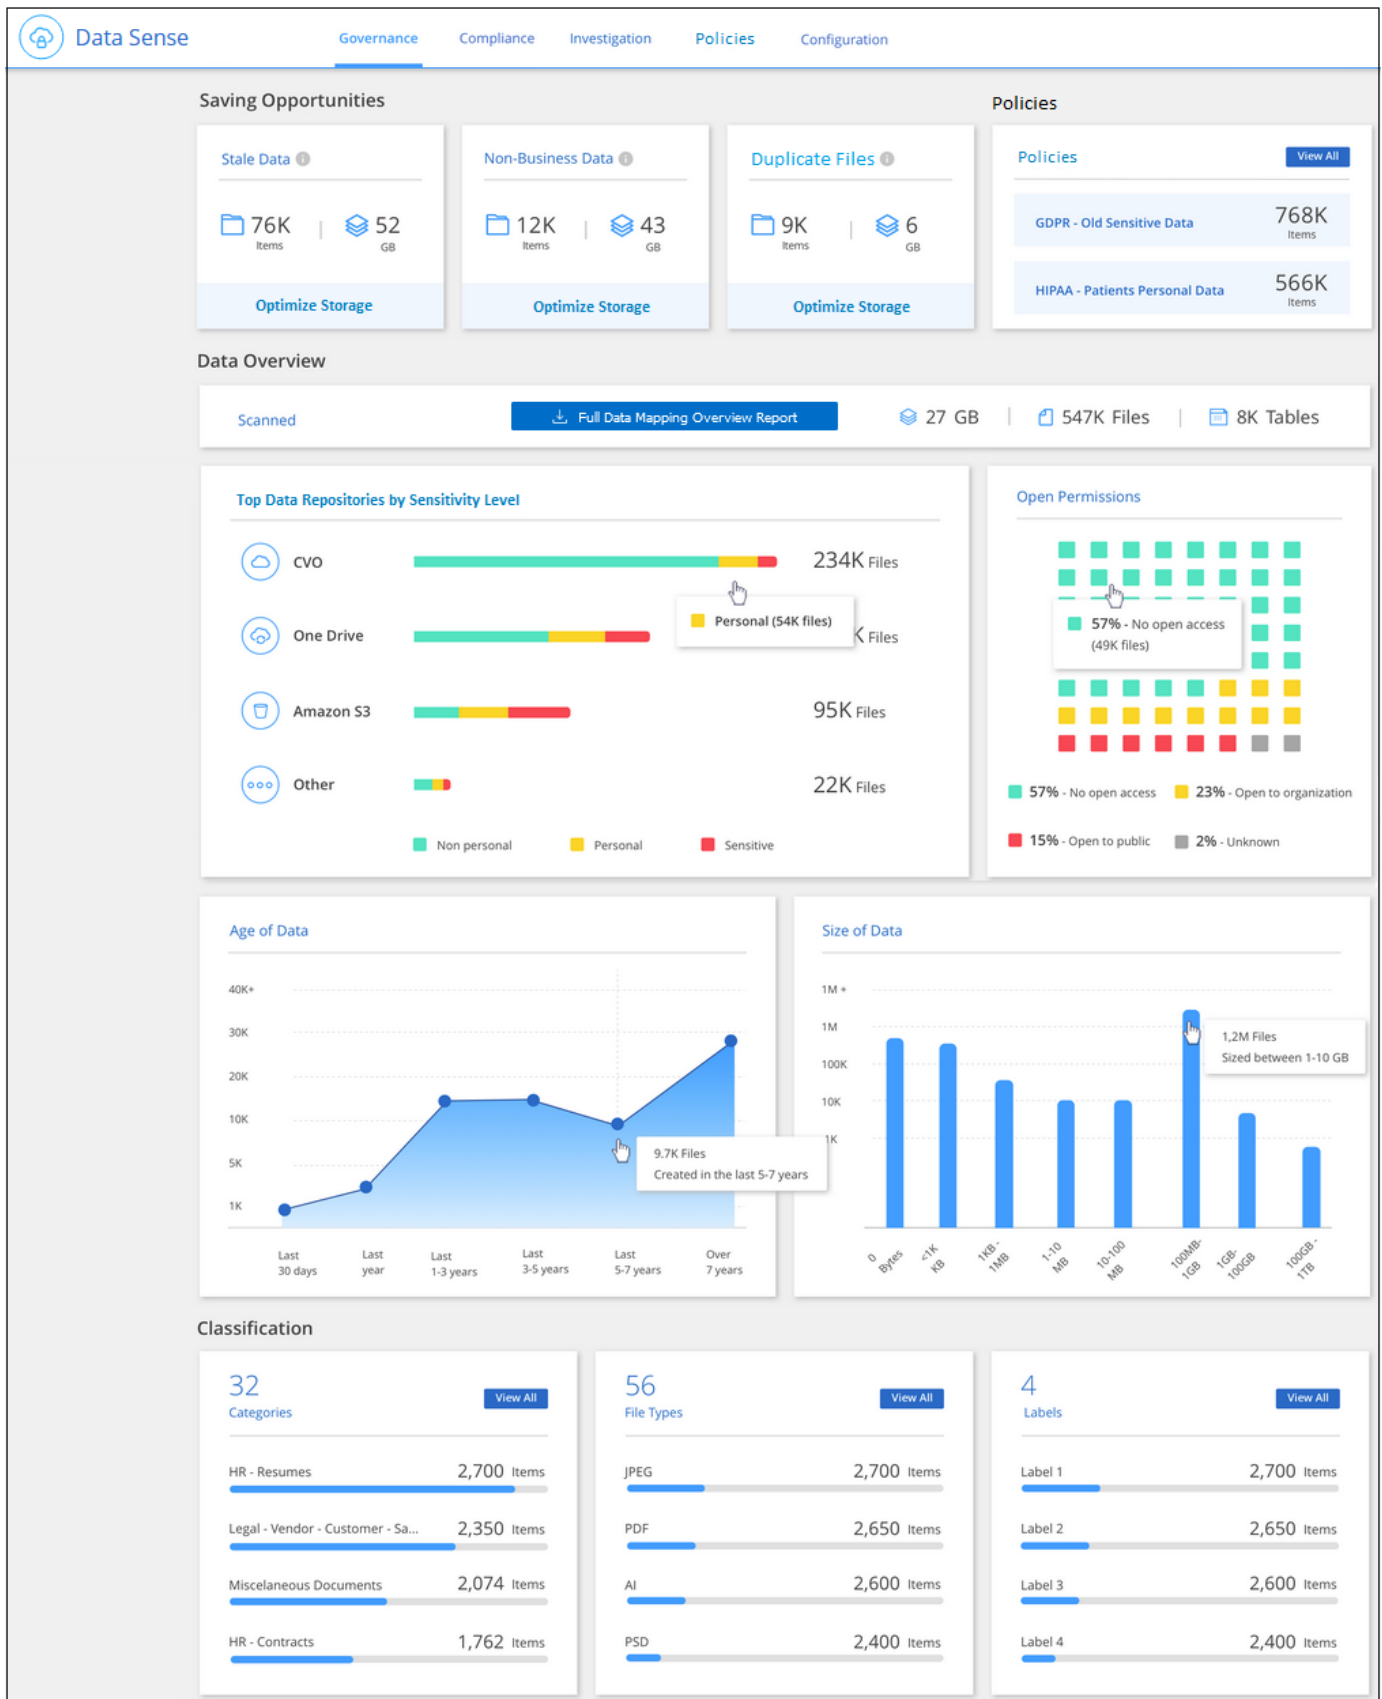 Data Sense
Governance
Compliance
Investigation
Policies
Configuration
Saving Opportunities
Policies
Stale Data
76K
Items
52
GB
Optimize Storage
Non-Business Data
12K
Items
43
GB
Optimize Storage
Duplicate Files
9K
Items
6
GB
Optimize Storage
Policies
View All
GDPR - Old Sensitive Data
768K
Items
HIPAA - Patients Personal Data
566K
Items
Data Overview
Scanned
Full Data Mapping Overview Report
27 GB
547K Files
8K Tables
Top Data Repositories by Sensitivity Level
CVO
234K Files
Personal (54K files)
One Drive
K Files
Amazon S3
95K Files
Other
22K Files
Non personal
Personal
Sensitive
Open Permissions
57% - No open access
(49K files)
57% - No open access
23% - Open to organization
15% - Open to public
2% - Unknown
Age of Data
40K+
30K
20K
10K
5K
1K
9.7K Files
Created in the last 5-7 years
Last
30 days
Last
year
Last
1-3 years
Last
3-5 years
Last
5-7 years
Over
7 years
Size of Data
1M +
1M
100K
10K
1K
1,2M Files
Sized between 1-10 GB
0
Bytes
<1K
KB
1KB -
1MB
1-10
MB
10-100
MB
100MB-
1GB
1GB-
100GB
100GB -
1TB
Classification
32
Categories
View All
HR - Resumes
2,700 Items
Legal - Vendor - Customer - Sa...
2,350 Items
Miscelaneous Documents
2,074 Items
HR - Contracts
1,762 Items
56
File Types
View All
JPEG
2,700 Items
PDF
2,650 Items
AI
2,600 Items
PSD
2,400 Items
4
Labels
View All
Label 1
2,700 Items
Label 2
2,650 Items
Label 3
2,600 Items
Label 4
2,400 Items